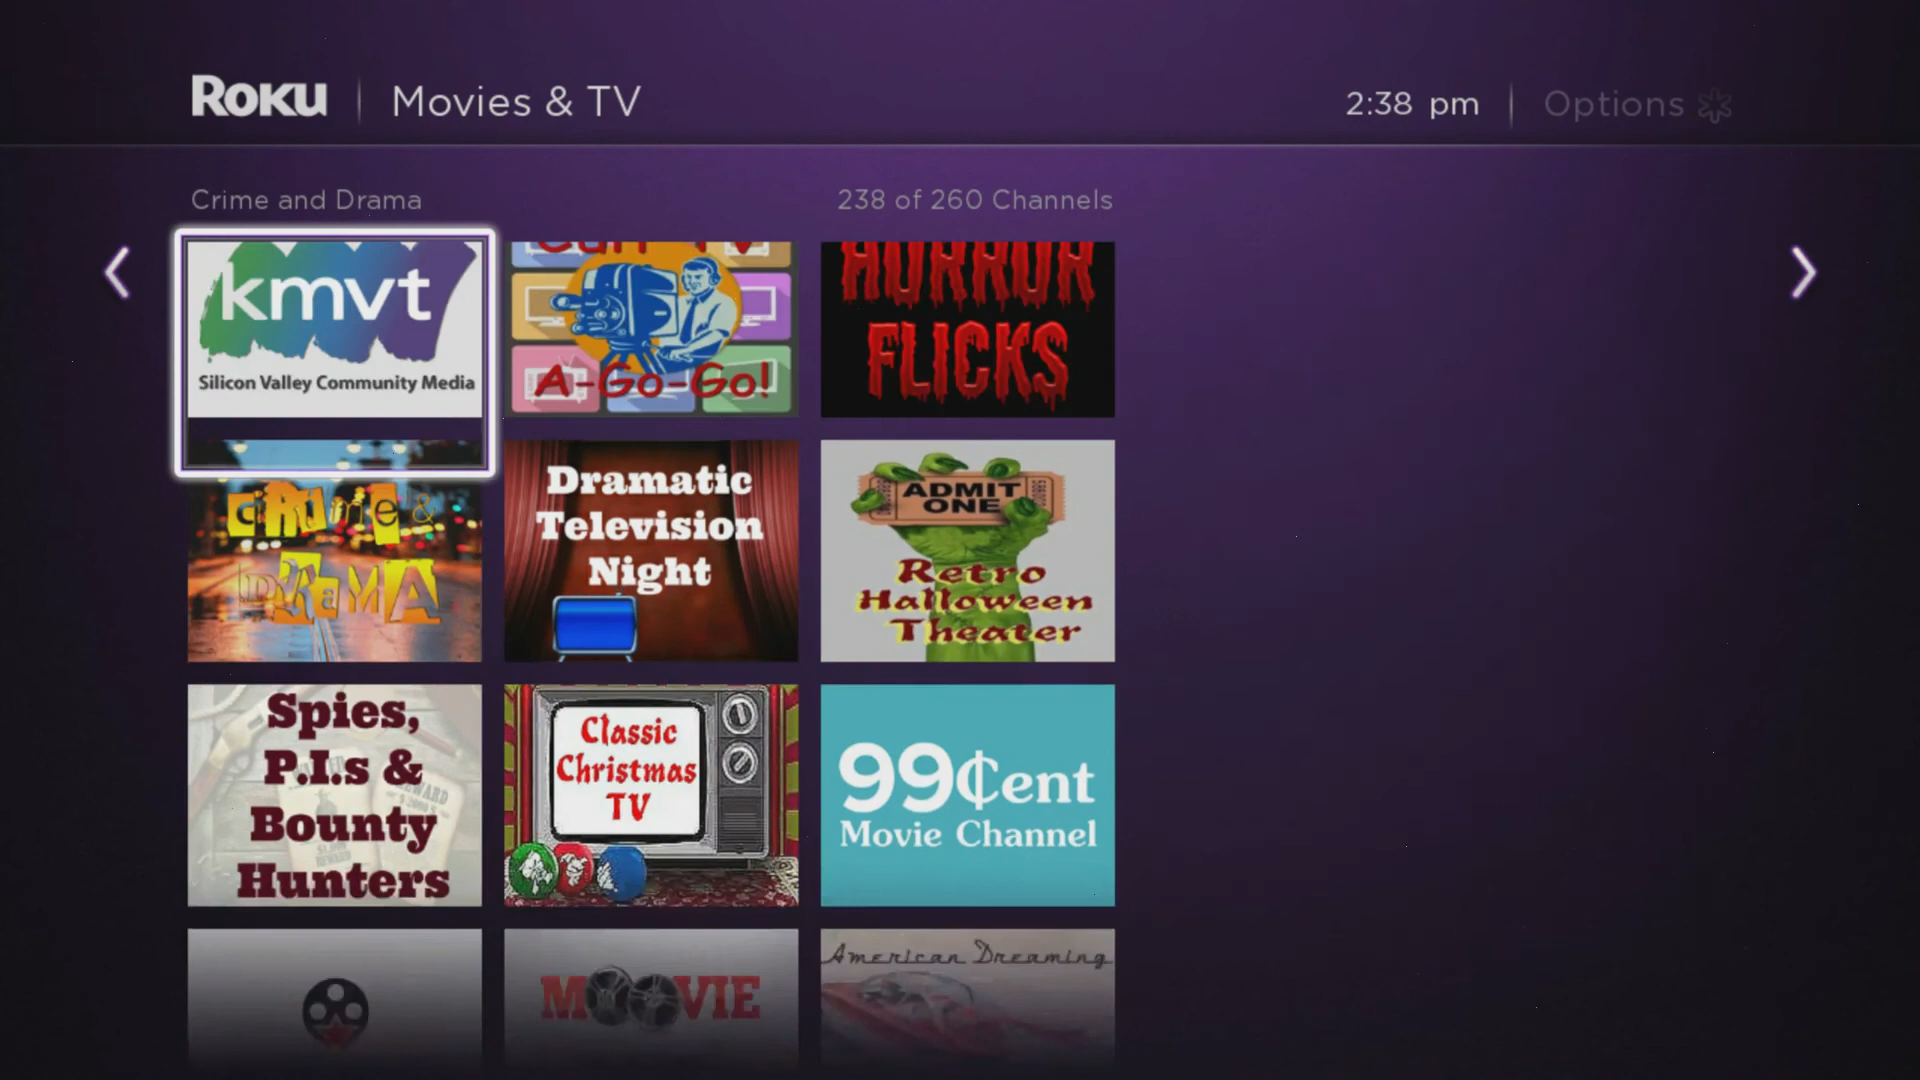 Roku
Movies & TV
2:38 pm
Options
Crime and Drama
238 of 260 Channels
kmvt
Silicon Valley Community Media
A-Go-Go!
HORROR
FLICKS
CRiMe &
DRaMA
Dramatic
Television
Night
ADMIT
ONE
Retro
Halloween
Theater
Spies,
P.I.s &
Bounty
Hunters
Classic
Christmas
TV
99¢ent
Movie Channel
MOOVIE
American Dreaming